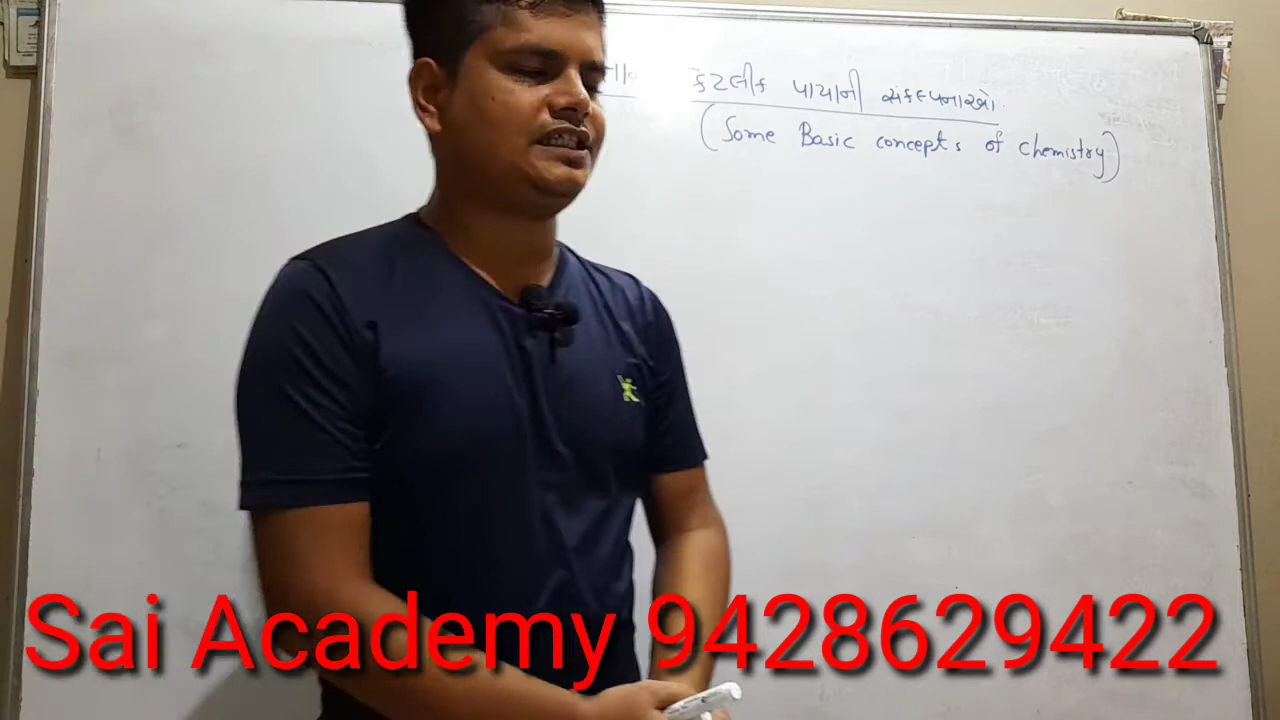 કેટલીક પાયાની સંકલ્પનાઓ.
(Some Basic concepts of chemistry)
Sai Academy 9428629422